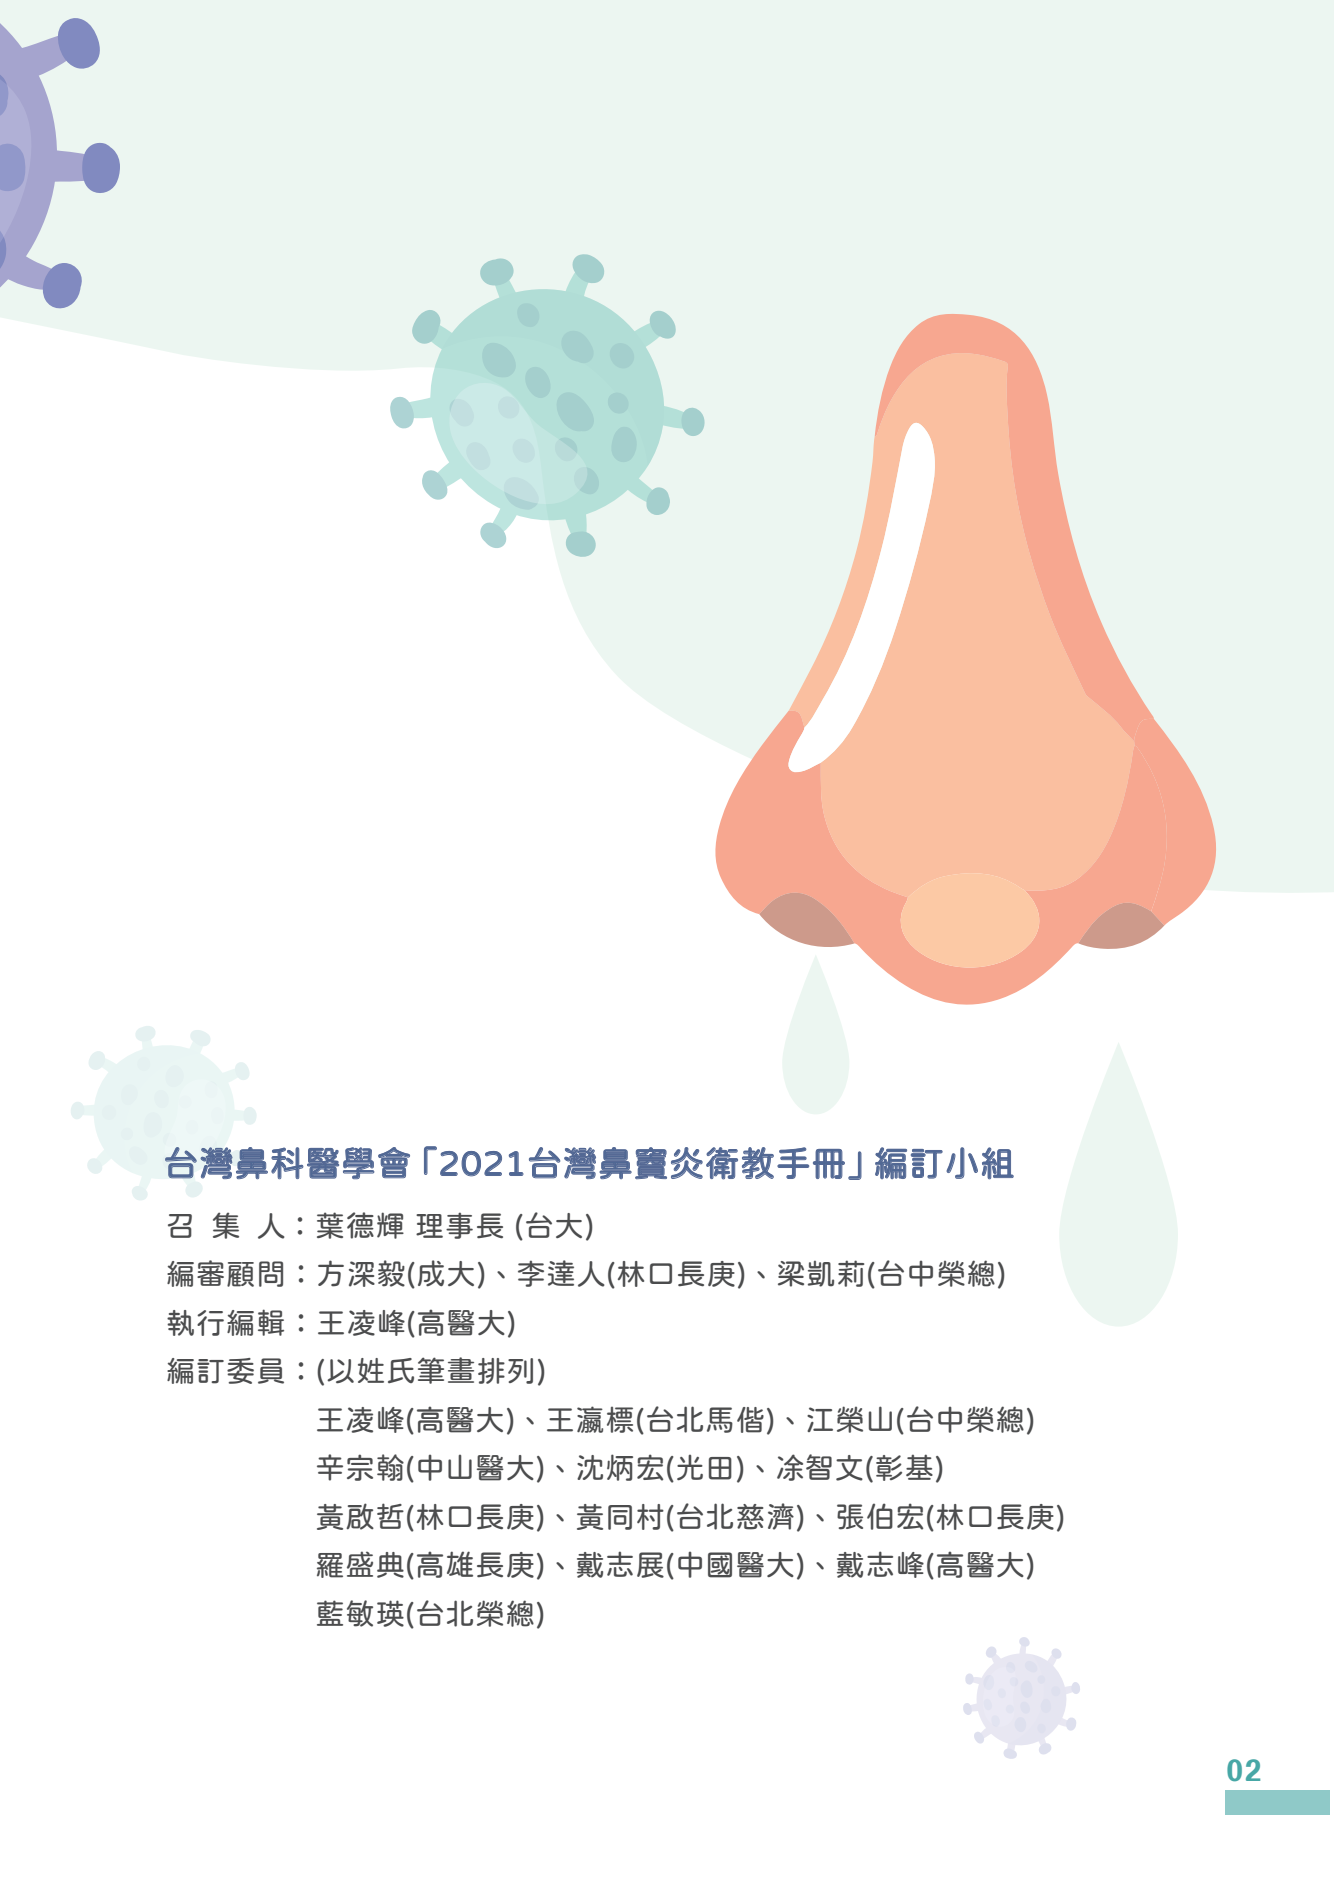 台灣鼻科醫學會「2021台灣鼻竇炎衛教手冊」編訂小組
召 集 人：葉德輝 理事長 (台大)
編審顧問：方深毅(成大)、李達人(林口長庚)、梁凱莉(台中榮總)
執行編輯：王凌峰(高醫大)
編訂委員：(以姓氏筆畫排列)
王凌峰(高醫大)、王瀛標(台北馬偕)、江榮山(台中榮總)
辛宗翰(中山醫大)、沈炳宏(光田)、凃智文(彰基)
黃啟哲(林口長庚)、黃同村(台北慈濟)、張伯宏(林口長庚)
羅盛典(高雄長庚)、戴志展(中國醫大)、戴志峰(高醫大)
藍敏瑛(台北榮總)
02